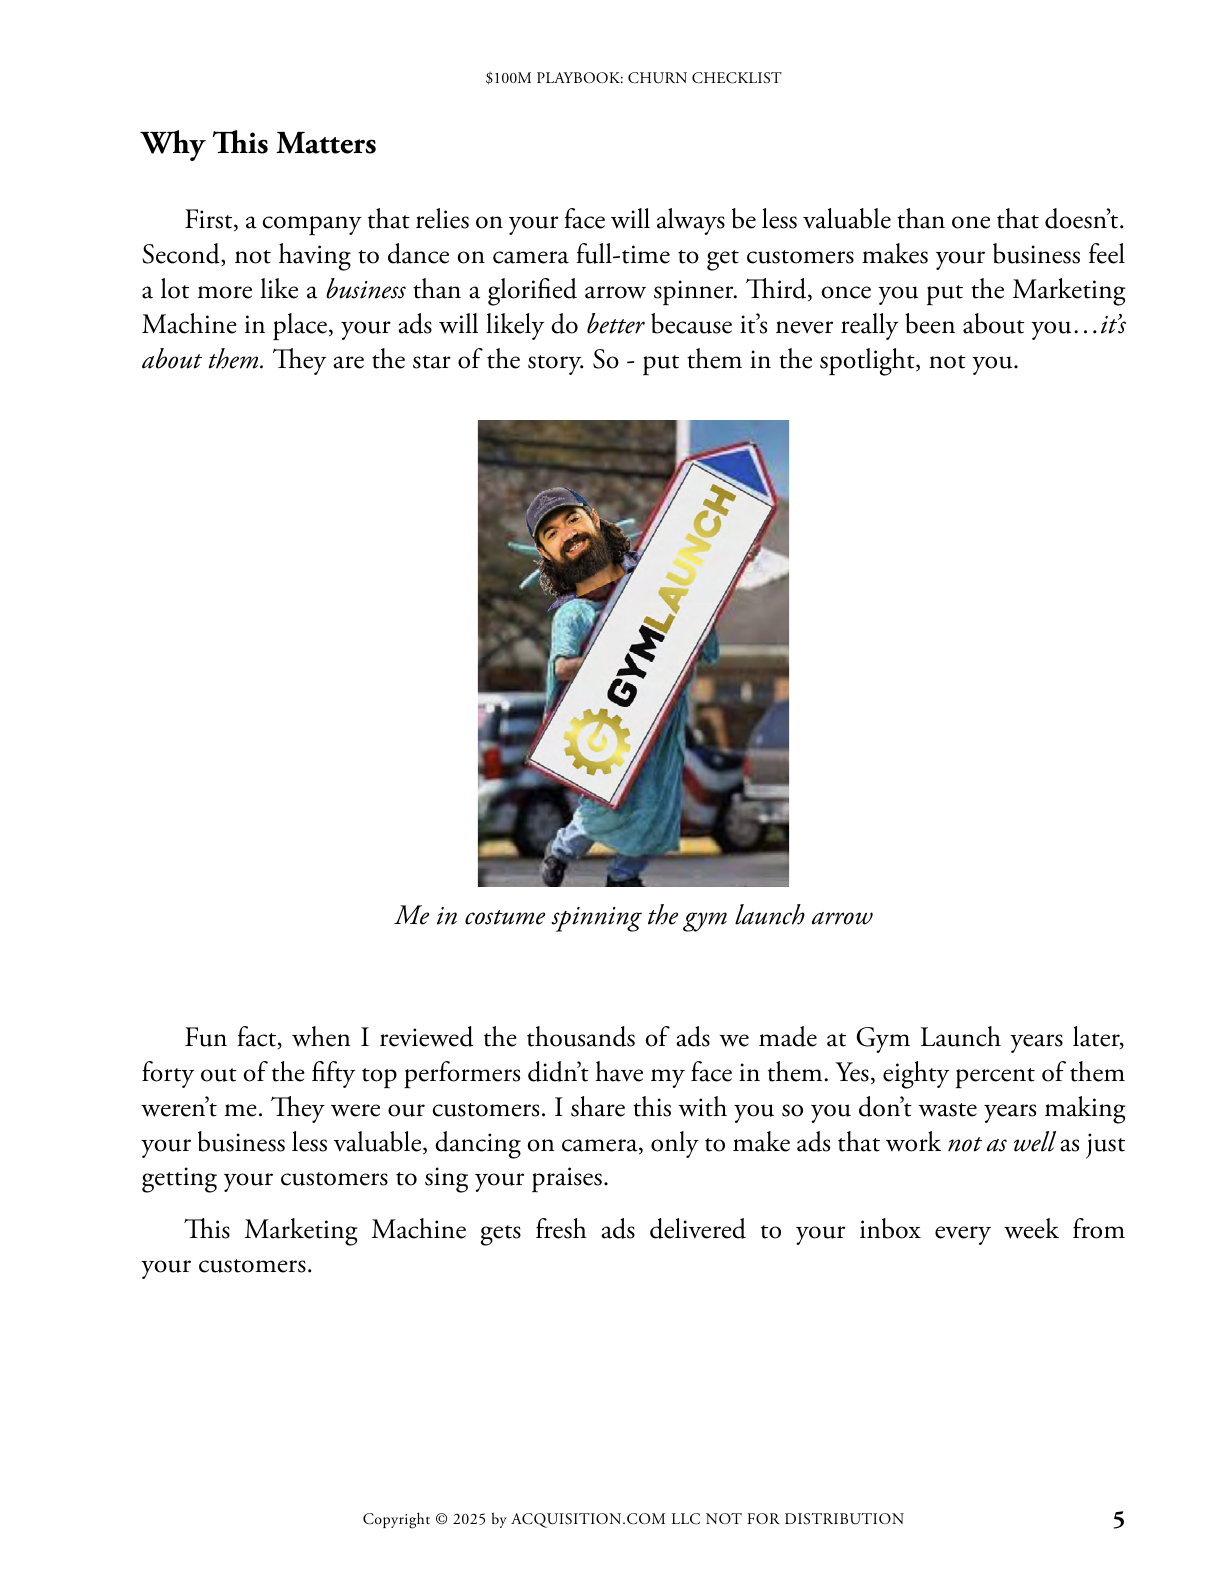 $100M PLAYBOOK: CHURN CHECKLIST
Why This Matters
First, a company that relies on your face will always be less valuable than one that doesn’t.
Second, not having to dance on camera full-time to get customers makes your business feel
a lot more like a business than a glorified arrow spinner. Third, once you put the Marketing
Machine in place, your ads will likely do better because it’s never really been about you…it’s
about them. They are the star of the story. So - put them in the spotlight, not you.
GYMLAUNCH
Me in costume spinning the gym launch arrow
Fun fact, when I reviewed the thousands of ads we made at Gym Launch years later,
forty out of the fifty top performers didn’t have my face in them. Yes, eighty percent of them
weren’t me. They were our customers. I share this with you so you don’t waste years making
your business less valuable, dancing on camera, only to make ads that work not as well as just
getting your customers to sing your praises.
This Marketing Machine gets fresh ads delivered to your inbox every week from
your customers.
Copyright © 2025 by ACQUISITION.COM LLC NOT FOR DISTRIBUTION
5